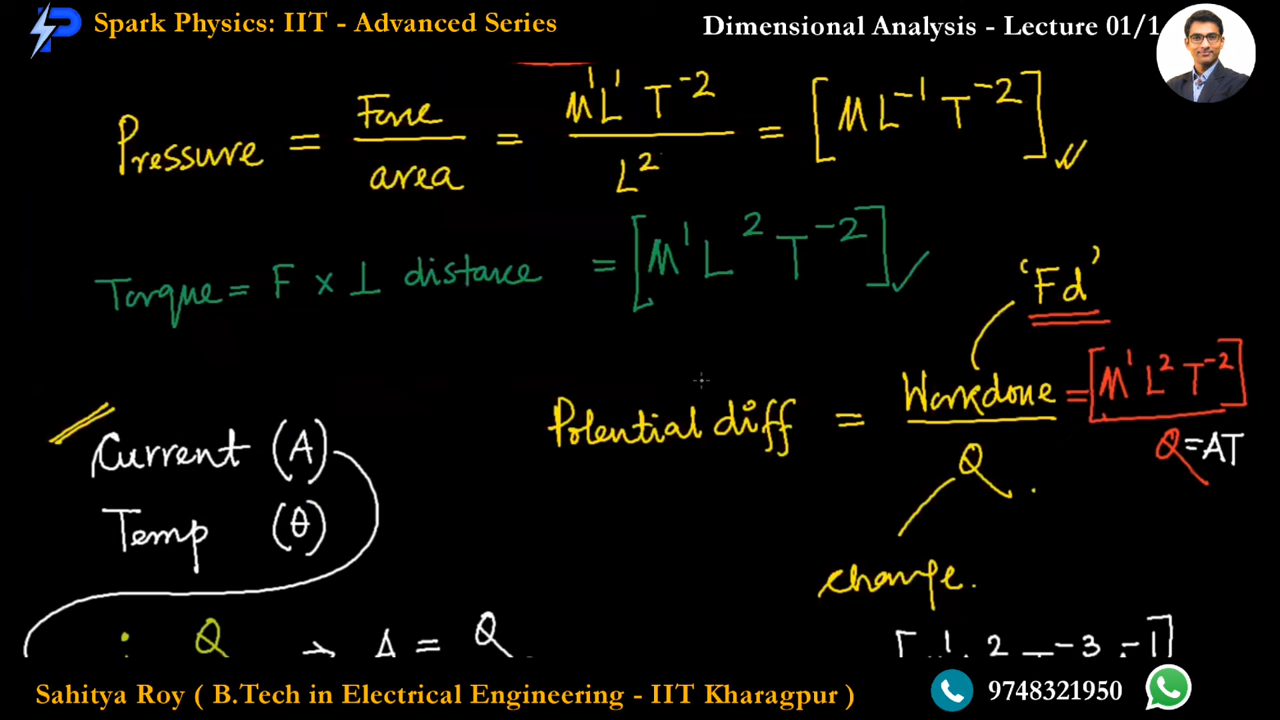 Spark Physics: IIT - Advanced Series
Dimensional Analysis - Lecture 01/1
Pressure = Force / area = M¹L¹T⁻² / L² = [ML⁻¹T⁻²]
Torque = F × ⊥ distance = [M¹L²T⁻²]
'Fd'
Potential diff = Workdone / Q = [M¹L²T⁻²] / Q = AT
Current (A)
Temp (θ)
change.
i Q → A = Q
Sahitya Roy ( B.Tech in Electrical Engineering - IIT Kharagpur )
9748321950